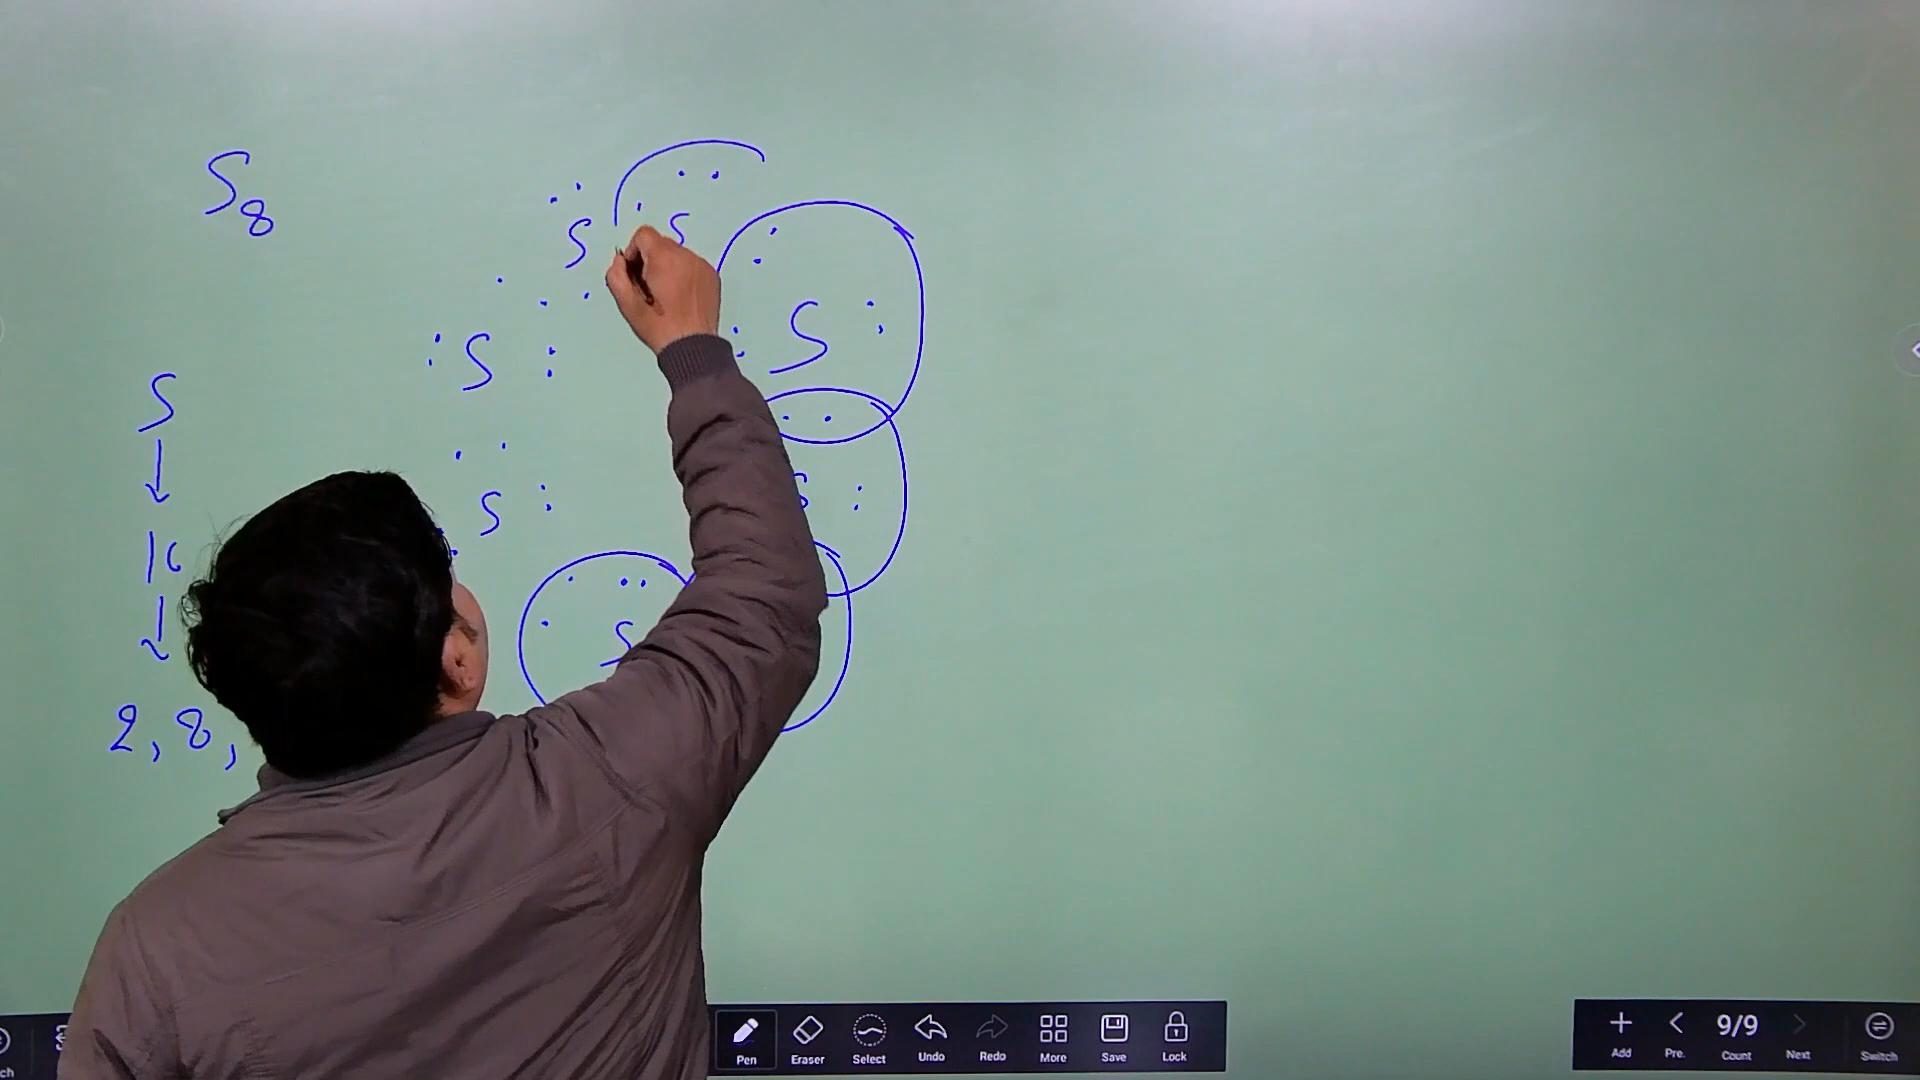 S8
S
S
S
S
S
S
S
16
S
2, 8,
Pen Eraser Select Undo Redo More Save Lock
9/9
Add Pre. Count Next Switch